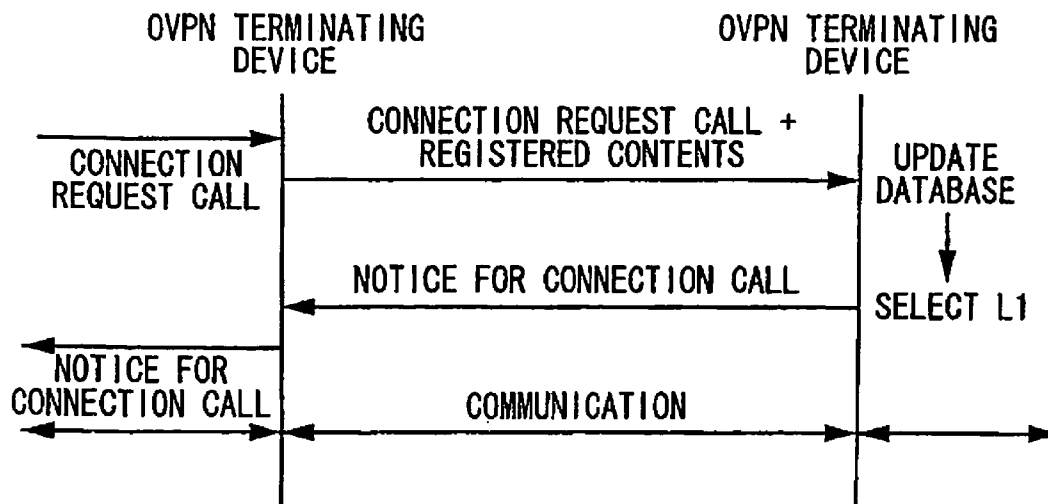 OVPN TERMINATING
DEVICE
OVPN TERMINATING
DEVICE
CONNECTION
REQUEST CALL
CONNECTION REQUEST CALL +
REGISTERED CONTENTS
UPDATE
DATABASE
NOTICE FOR CONNECTION CALL
SELECT L1
NOTICE FOR
CONNECTION CALL
COMMUNICATION